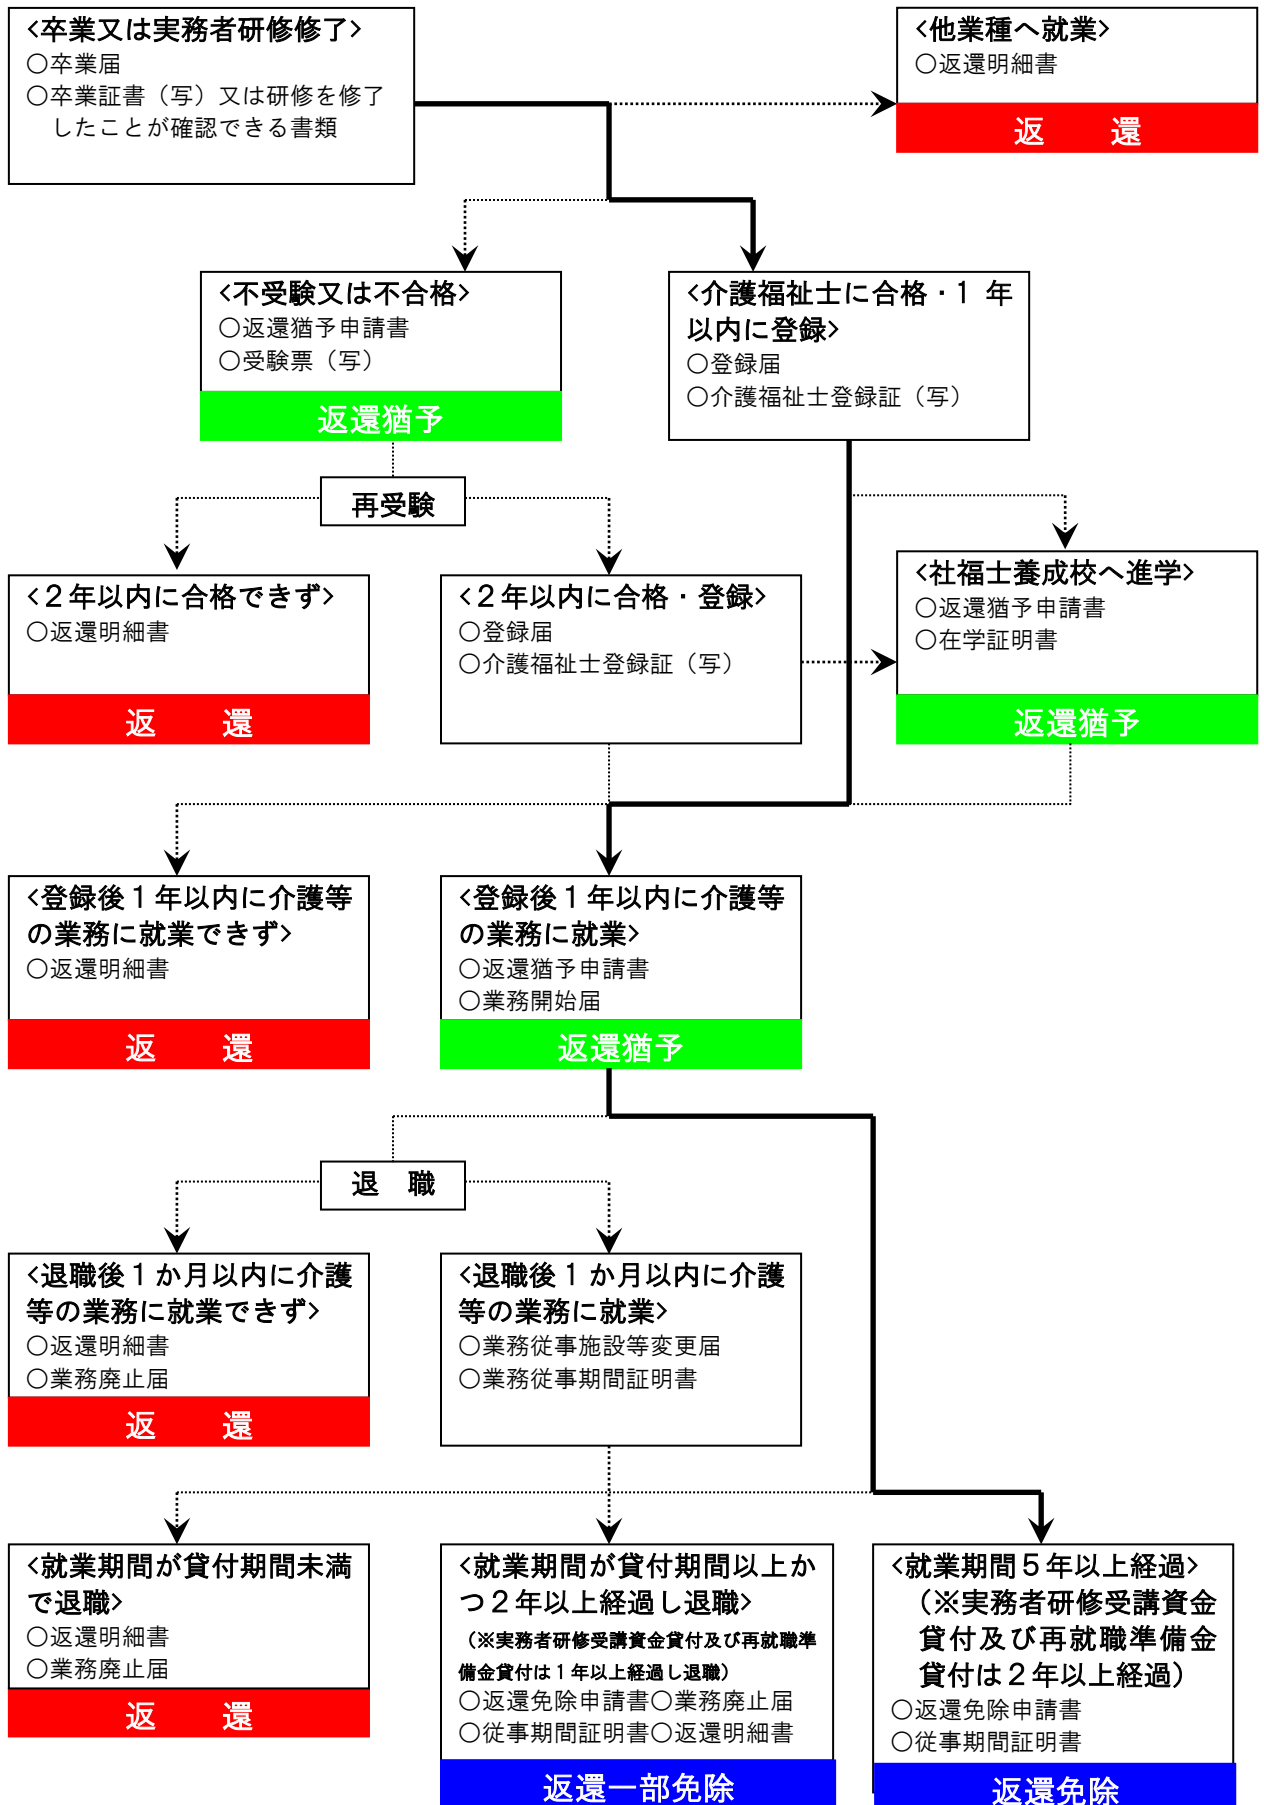 <卒業又は実務者研修修了>
○卒業届
○卒業証書（写）又は研修を修了
したことが確認できる書類
<他業種へ就業>
○返還明細書
返　還
<不受験又は不合格>
○返還猶予申請書
○受験票（写）
返還猶予
<介護福祉士に合格・１年
以内に登録>
○登録届
○介護福祉士登録証（写）
再受験
<２年以内に合格できず>
○返還明細書
返　還
<２年以内に合格・登録>
○登録届
○介護福祉士登録証（写）
<社福士養成校へ進学>
○返還猶予申請書
○在学証明書
返還猶予
<登録後１年以内に介護等
の業務に就業できず>
○返還明細書
返　還
<登録後１年以内に介護等
の業務に就業>
○返還猶予申請書
○業務開始届
返還猶予
退　職
<退職後１か月以内に介護
等の業務に就業できず>
○返還明細書
○業務廃止届
返　還
<退職後１か月以内に介護
等の業務に就業>
○業務従事施設等変更届
○業務従事期間証明書
<就業期間が貸付期間未満
で退職>
○返還明細書
○業務廃止届
返　還
<就業期間が貸付期間以上か
つ２年以上経過し退職>
（※実務者研修受講資金貸付及び再就職準
備金貸付は１年以上経過し退職）
○返還免除申請書○業務廃止届
○従事期間証明書○返還明細書
返還一部免除
<就業期間５年以上経過>
（※実務者研修受講資金
貸付及び再就職準備金
貸付は２年以上経過）
○返還免除申請書
○従事期間証明書
返還免除